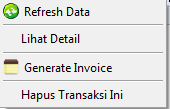 Refresh Data
Lihat Detail
Generate Invoice
Hapus Transaksi Ini